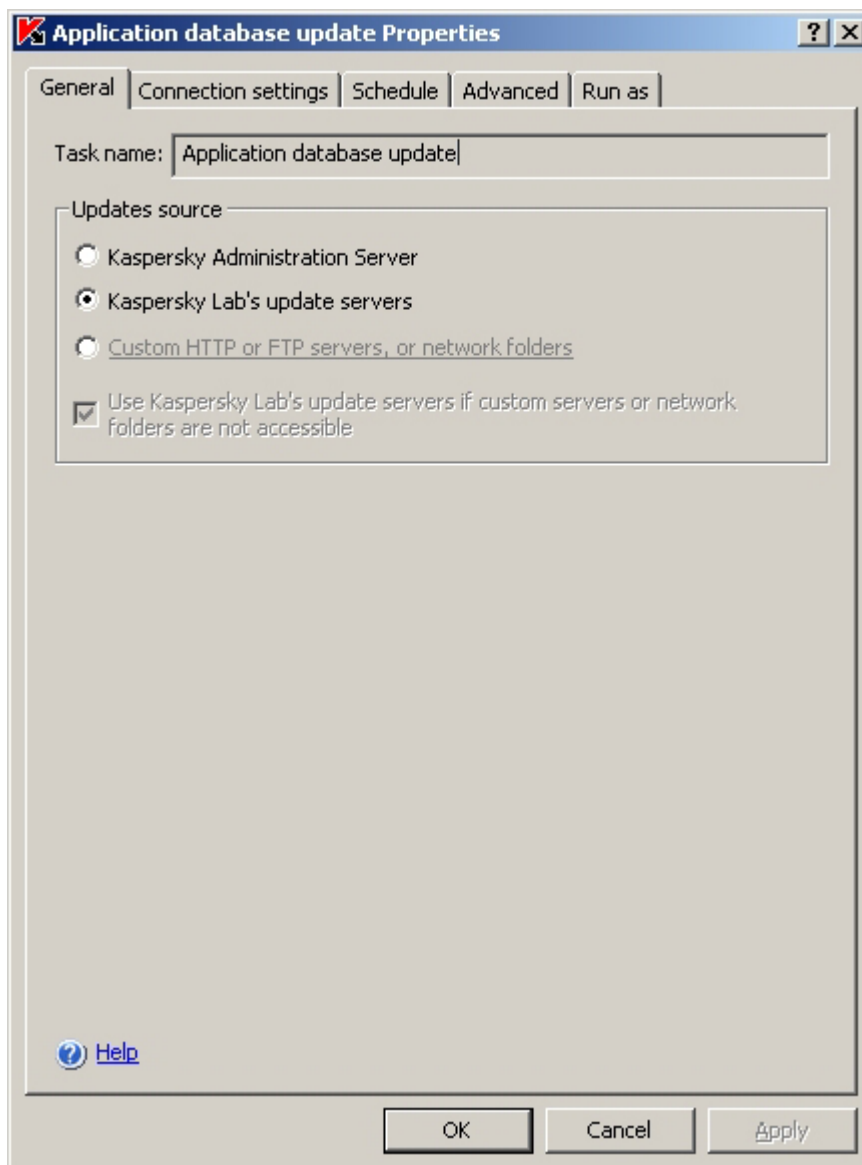 Application database update Properties
General Connection settings Schedule Advanced Run as
Task name: Application database update
Updates source
Kaspersky Administration Server
Kaspersky Lab's update servers
Custom HTTP or FTP servers, or network folders
Use Kaspersky Lab's update servers if custom servers or network
folders are not accessible
Help
OK Cancel Apply